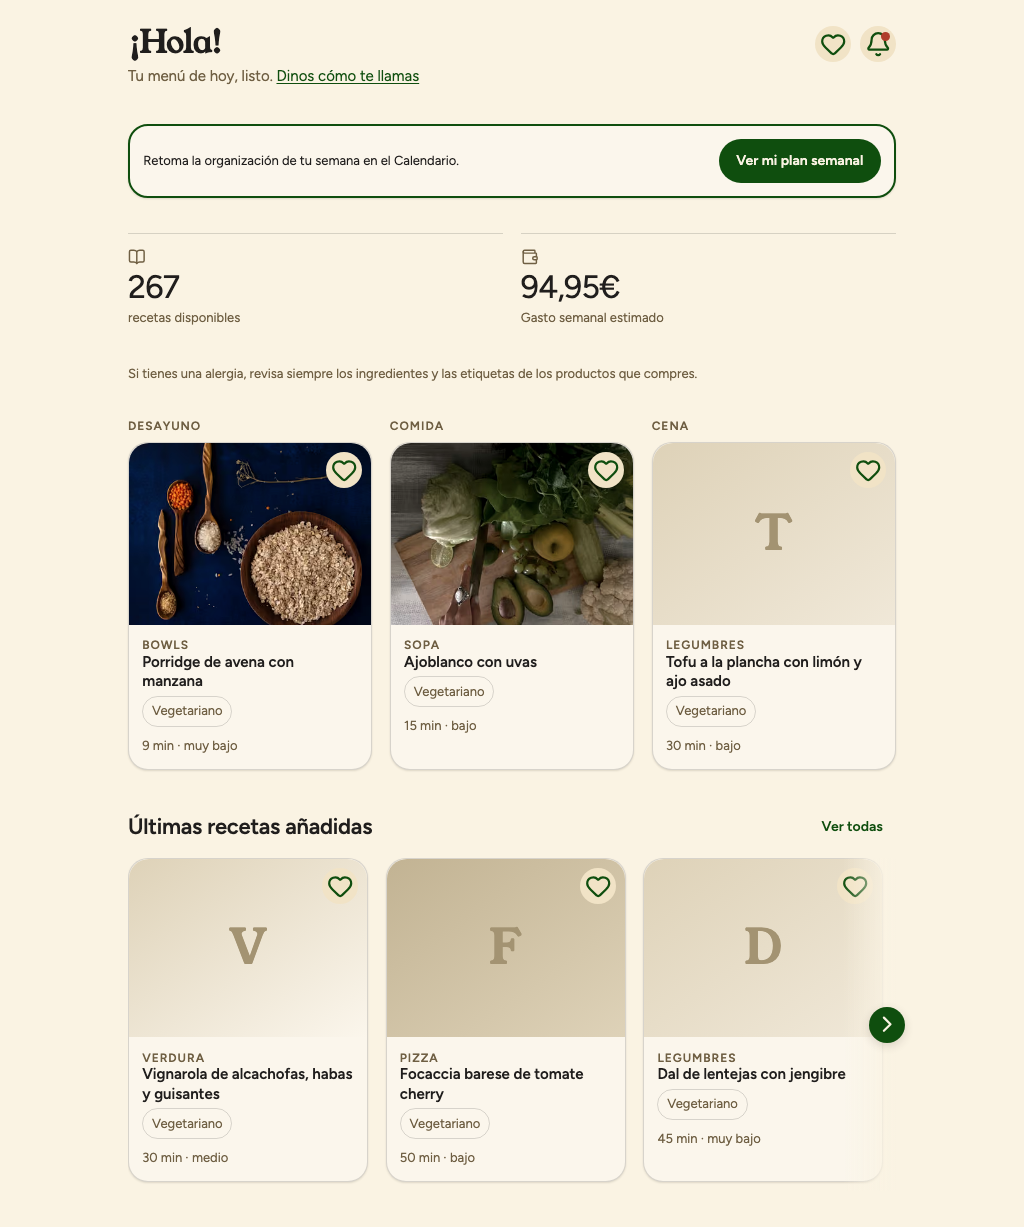 ¡Hola!
Tu menú de hoy, listo. Dinos cómo te llamas
Retoma la organización de tu semana en el Calendario.
Ver mi plan semanal
267
recetas disponibles
94,95€
Gasto semanal estimado
Si tienes una alergia, revisa siempre los ingredientes y las etiquetas de los productos que compres.
DESAYUNO
BOWLS
Porridge de avena con
manzana
Vegetariano
9 min · muy bajo
COMIDA
SOPA
Ajoblanco con uvas
Vegetariano
15 min · bajo
CENA
T
LEGUMBRES
Tofu a la plancha con limón y
ajo asado
Vegetariano
30 min · bajo
Últimas recetas añadidas
Ver todas
V
VERDURA
Vignarola de alcachofas, habas
y guisantes
Vegetariano
30 min · medio
F
PIZZA
Focaccia barese de tomate
cherry
Vegetariano
50 min · bajo
D
LEGUMBRES
Dal de lentejas con jengibre
Vegetariano
45 min · muy bajo